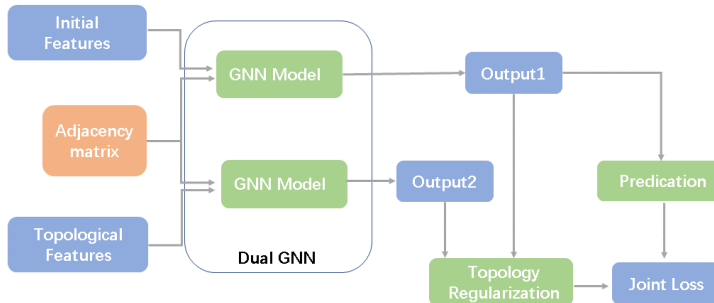 Initial
Features
GNN Model
Output1
Adjacency
matrix
GNN Model
Output2
Predication
Topological
Features
Dual GNN
Topology
Regularization
Joint Loss